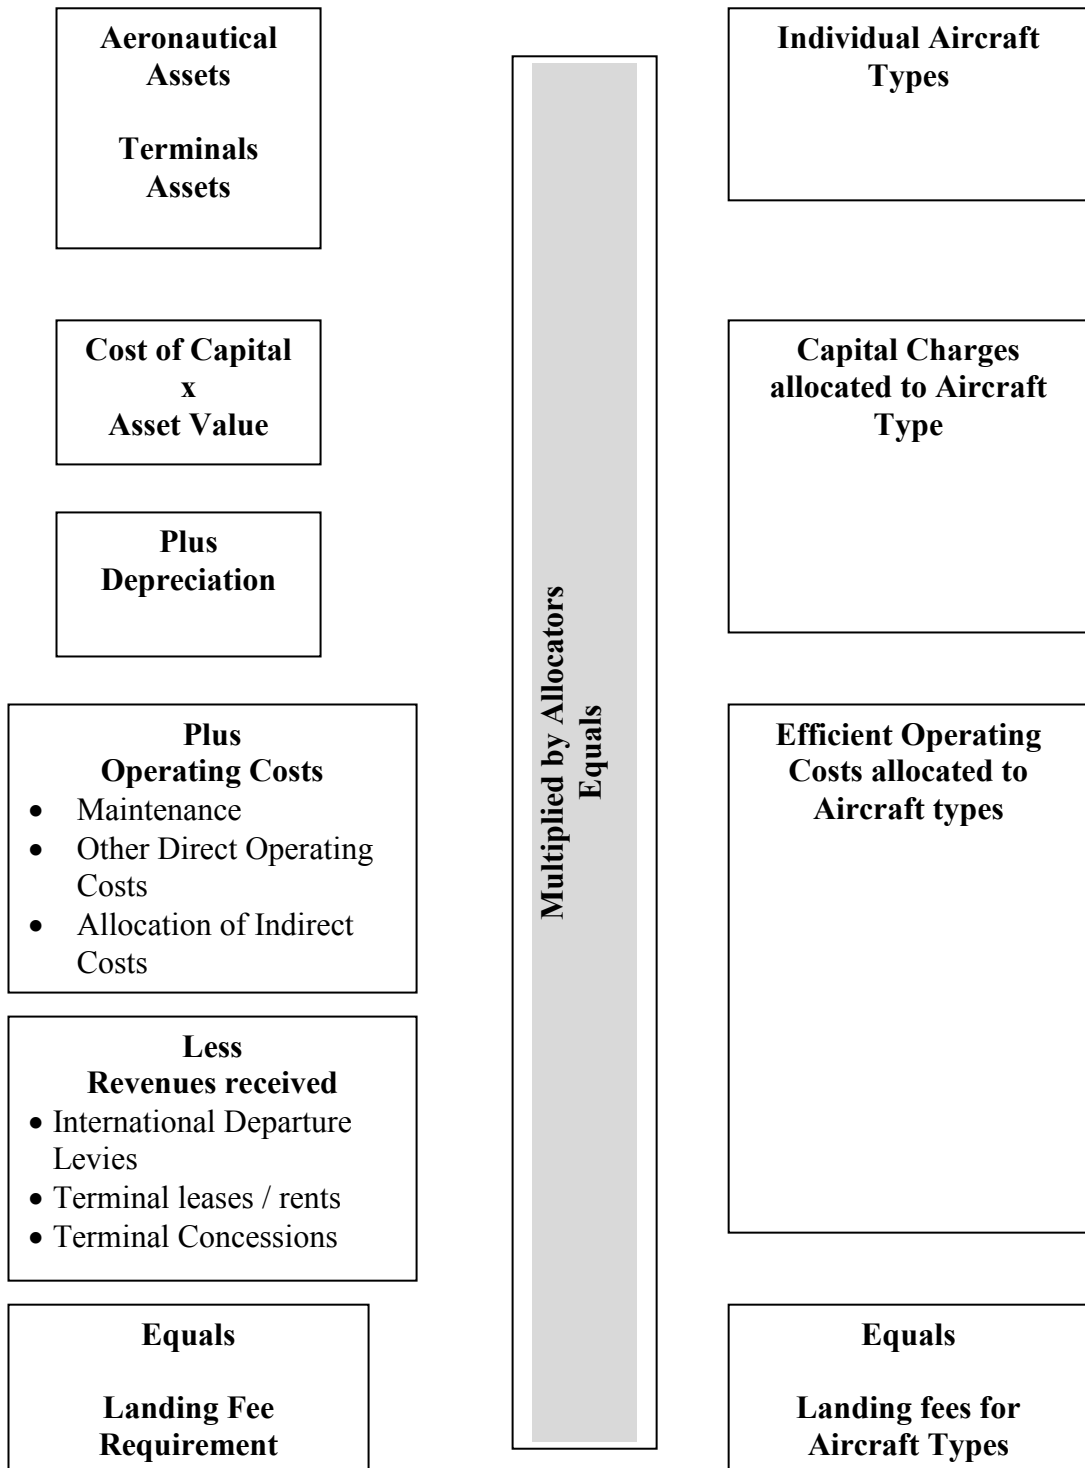 Aeronautical
Assets
Terminals
Assets
Cost of Capital
x
Asset Value
Plus
Depreciation
Plus
Operating Costs
• Maintenance
• Other Direct Operating
Costs
• Allocation of Indirect
Costs
Less
Revenues received
• International Departure
Levies
• Terminal leases / rents
• Terminal Concessions
Equals
Landing Fee
Requirement
Multiplied by Allocators
Equals
Individual Aircraft
Types
Capital Charges
allocated to Aircraft
Type
Efficient Operating
Costs allocated to
Aircraft types
Equals
Landing fees for
Aircraft Types